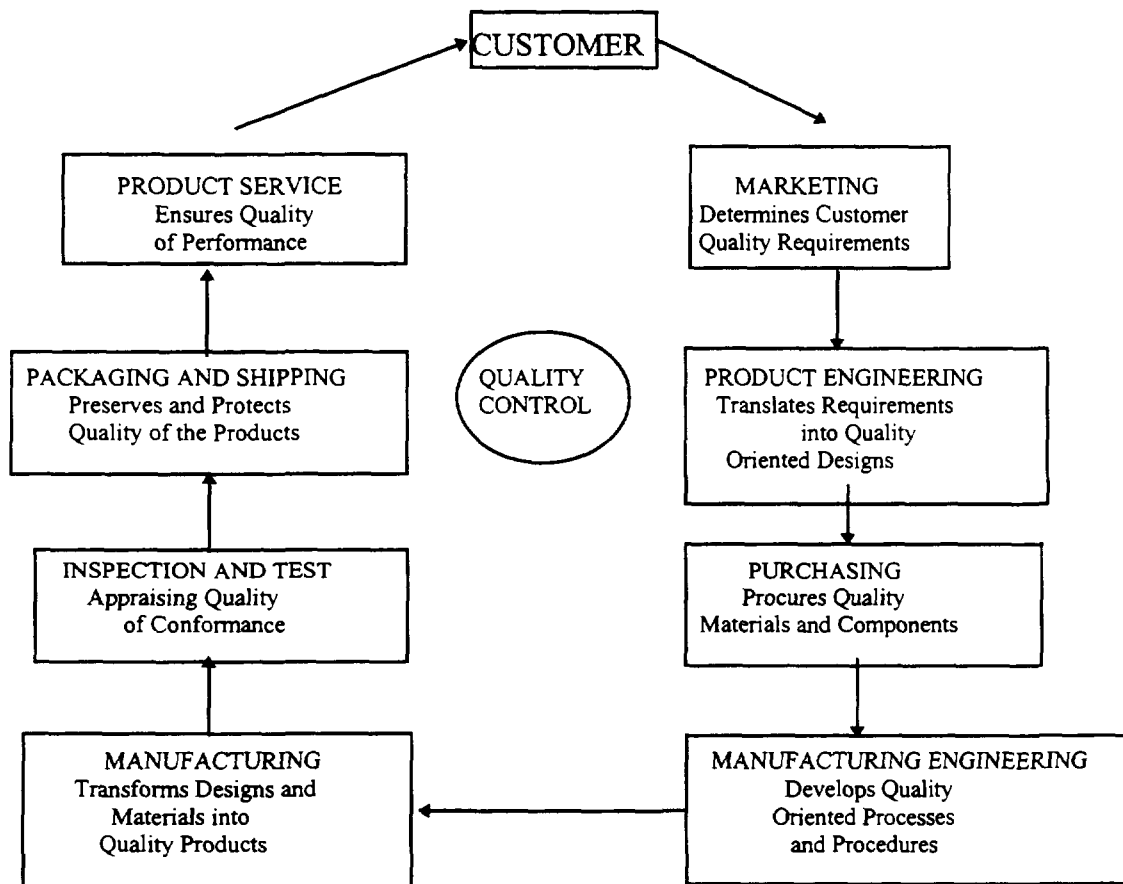 CUSTOMER
PRODUCT SERVICE
Ensures Quality
of Performance
MARKETING
Determines Customer
Quality Requirements
PACKAGING AND SHIPPING
Preserves and Protects
Quality of the Products
QUALITY
CONTROL
PRODUCT ENGINEERING
Translates Requirements
into Quality
Oriented Designs
INSPECTION AND TEST
Appraising Quality
of Conformance
PURCHASING
Procures Quality
Materials and Components
MANUFACTURING
Transforms Designs and
Materials into
Quality Products
MANUFACTURING ENGINEERING
Develops Quality
Oriented Processes
and Procedures